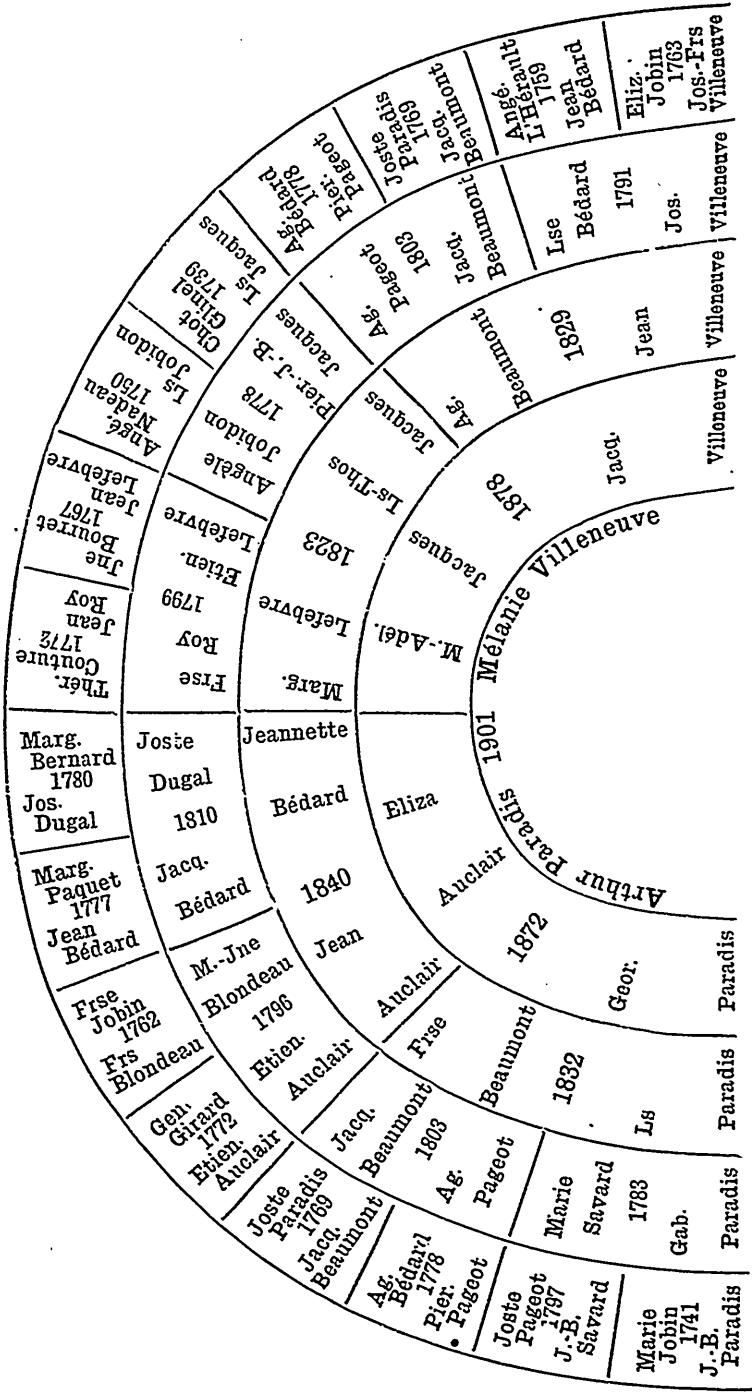 Arthur Paradis 1901 Mélanie Villeneuve
Paradis
Geor.
1872
Auclair
Eliza
M.-Adél.
Jacques
1878
Jacq.
Villeneuve
Paradis
Ls
1832
Beaumont
Frse
Auclair
Jean
1840
Bédard
Jeannette
Marg.
Lefebvre
1823
Ls-Thos
Jacques
Ag.
Beaumont
1829
Jean
Villeneuve
Paradis
Gab.
1783
Savard
Marie
Pageot
Ag.
1803
Beaumont
Jacq.
Auclair
Etien.
1796
Blondeau
M.-Jne
Bédard
Jacq.
1810
Dugal
Joste
Frse
Roy
1799
Etien.
Lefebvre
Angèle
Jobidon
1778
Pier.-J.-B.
Jacques
Ag.
Pageot
1803
Jacq.
Beaumont
Lse
Bédard
1791
Jos.
Villeneuve
Marie
Jobin
1741
J.-B.
Paradis
Joste
Pageot
1797
J.-B.
Savard
Ag.
Bédard
1778
Pier.
Pageot
Joste
Paradis
1769
Jacq.
Beaumont
Gen.
Girard
1772
Etien.
Auclair
Frse
Jobin
1762
Frs
Blondeau
Marg.
Paquet
1777
Jean
Bédard
Marg.
Bernard
1780
Jos.
Dugal
Thér.
Couture
1772
Jean
Roy
Jne
Bourret
1767
Jean
Lefebvre
Angé.
Nadeau
1750
Ls
Jobidon
Chot
Glinel
1739
Ls
Jacques
Ag.
Bédard
1778
Pier.
Pageot
Joste
Paradis
1769
Jacq.
Beaumont
Angé.
L'Hérault
1759
Jean
Bédard
Eliz.
Jobin
1763
Jos.-Frs
Villeneuve